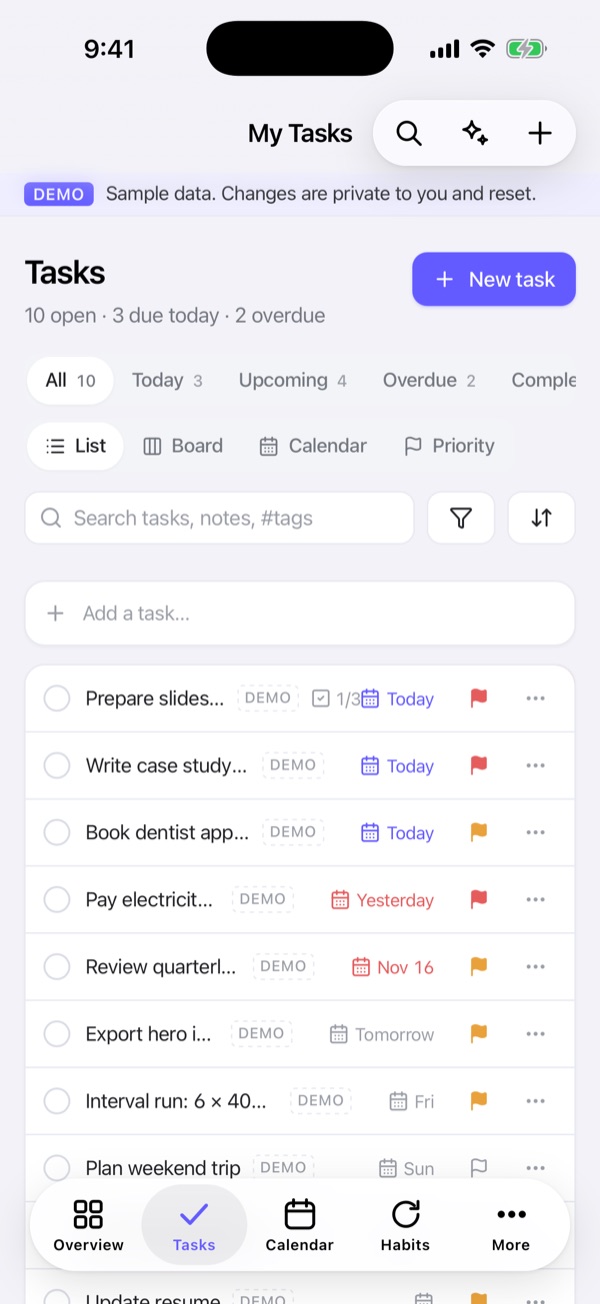 9:41
My Tasks
DEMO Sample data. Changes are private to you and reset.
Tasks
+ New task
10 open · 3 due today · 2 overdue
All 10 Today 3 Upcoming 4 Overdue 2 Comple
List Board Calendar Priority
Search tasks, notes, #tags
+ Add a task...
Prepare slides... DEMO 1/3 Today
Write case study... DEMO Today
Book dentist app... DEMO Today
Pay electricit... DEMO Yesterday
Review quarterl... DEMO Nov 16
Export hero i... DEMO Tomorrow
Interval run: 6 × 40... DEMO Fri
Plan weekend trip DEMO Sun
Overview Tasks Calendar Habits More
Update resume DEMO